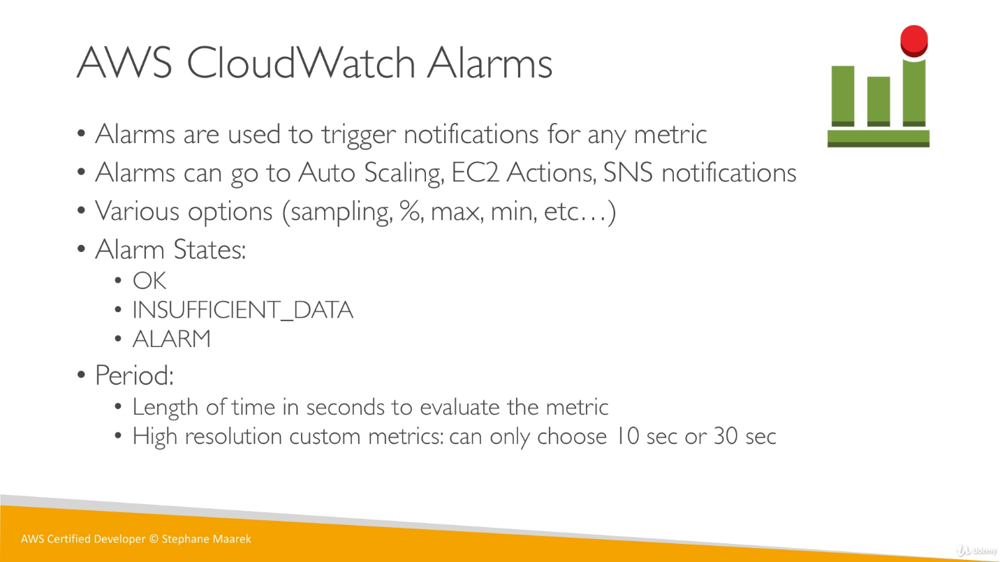 AWS CloudWatch Alarms
• Alarms are used to trigger notifications for any metric
• Alarms can go to Auto Scaling, EC2 Actions, SNS notifications
• Various options (sampling, %, max, min, etc…)
• Alarm States:
• OK
• INSUFFICIENT_DATA
• ALARM
• Period:
• Length of time in seconds to evaluate the metric
• High resolution custom metrics: can only choose 10 sec or 30 sec
AWS Certified Developer © Stephane Maarek
Udemy